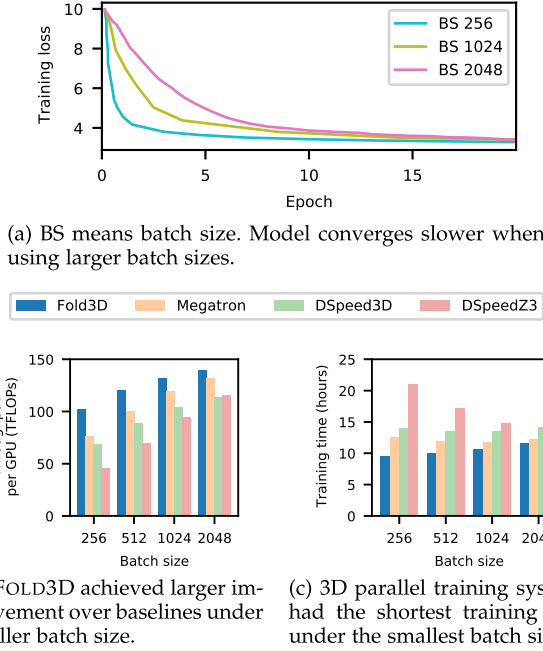 10
8
6
4
Training loss
BS 256
BS 1024
BS 2048
0 5 10 15
Epoch
(a) BS means batch size. Model converges slower when
using larger batch sizes.
Fold3D Megatron DSpeed3D DSpeedZ3
150
100
50
0
per GPU (TFLOPs)
256 512 1024 2048
Batch size
25
20
15
10
5
0
Training time (hours)
256 512 1024 2048
Batch size
FOLD3D achieved larger im-
vement over baselines under
ller batch size.
(c) 3D parallel training sys
had the shortest training
under the smallest batch si